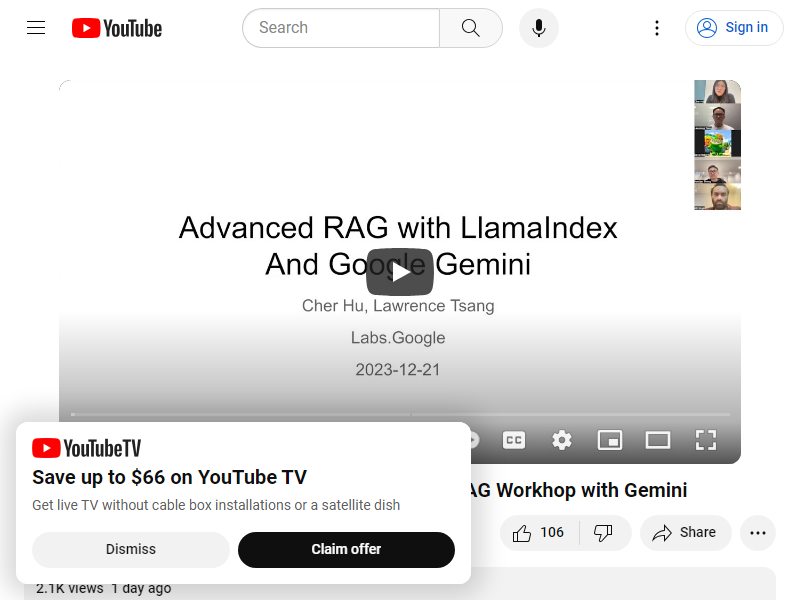 YouTube
Search
Sign in
Advanced RAG with LlamaIndex
And Google Gemini
Cher Hu, Lawrence Tsang
Labs.Google
2023-12-21
CC
YouTubeTV
Save up to $66 on YouTube TV
Get live TV without cable box installations or a satellite dish
Dismiss
Claim offer
AG Workhop with Gemini
106
Share
2.1K views 1 day ago